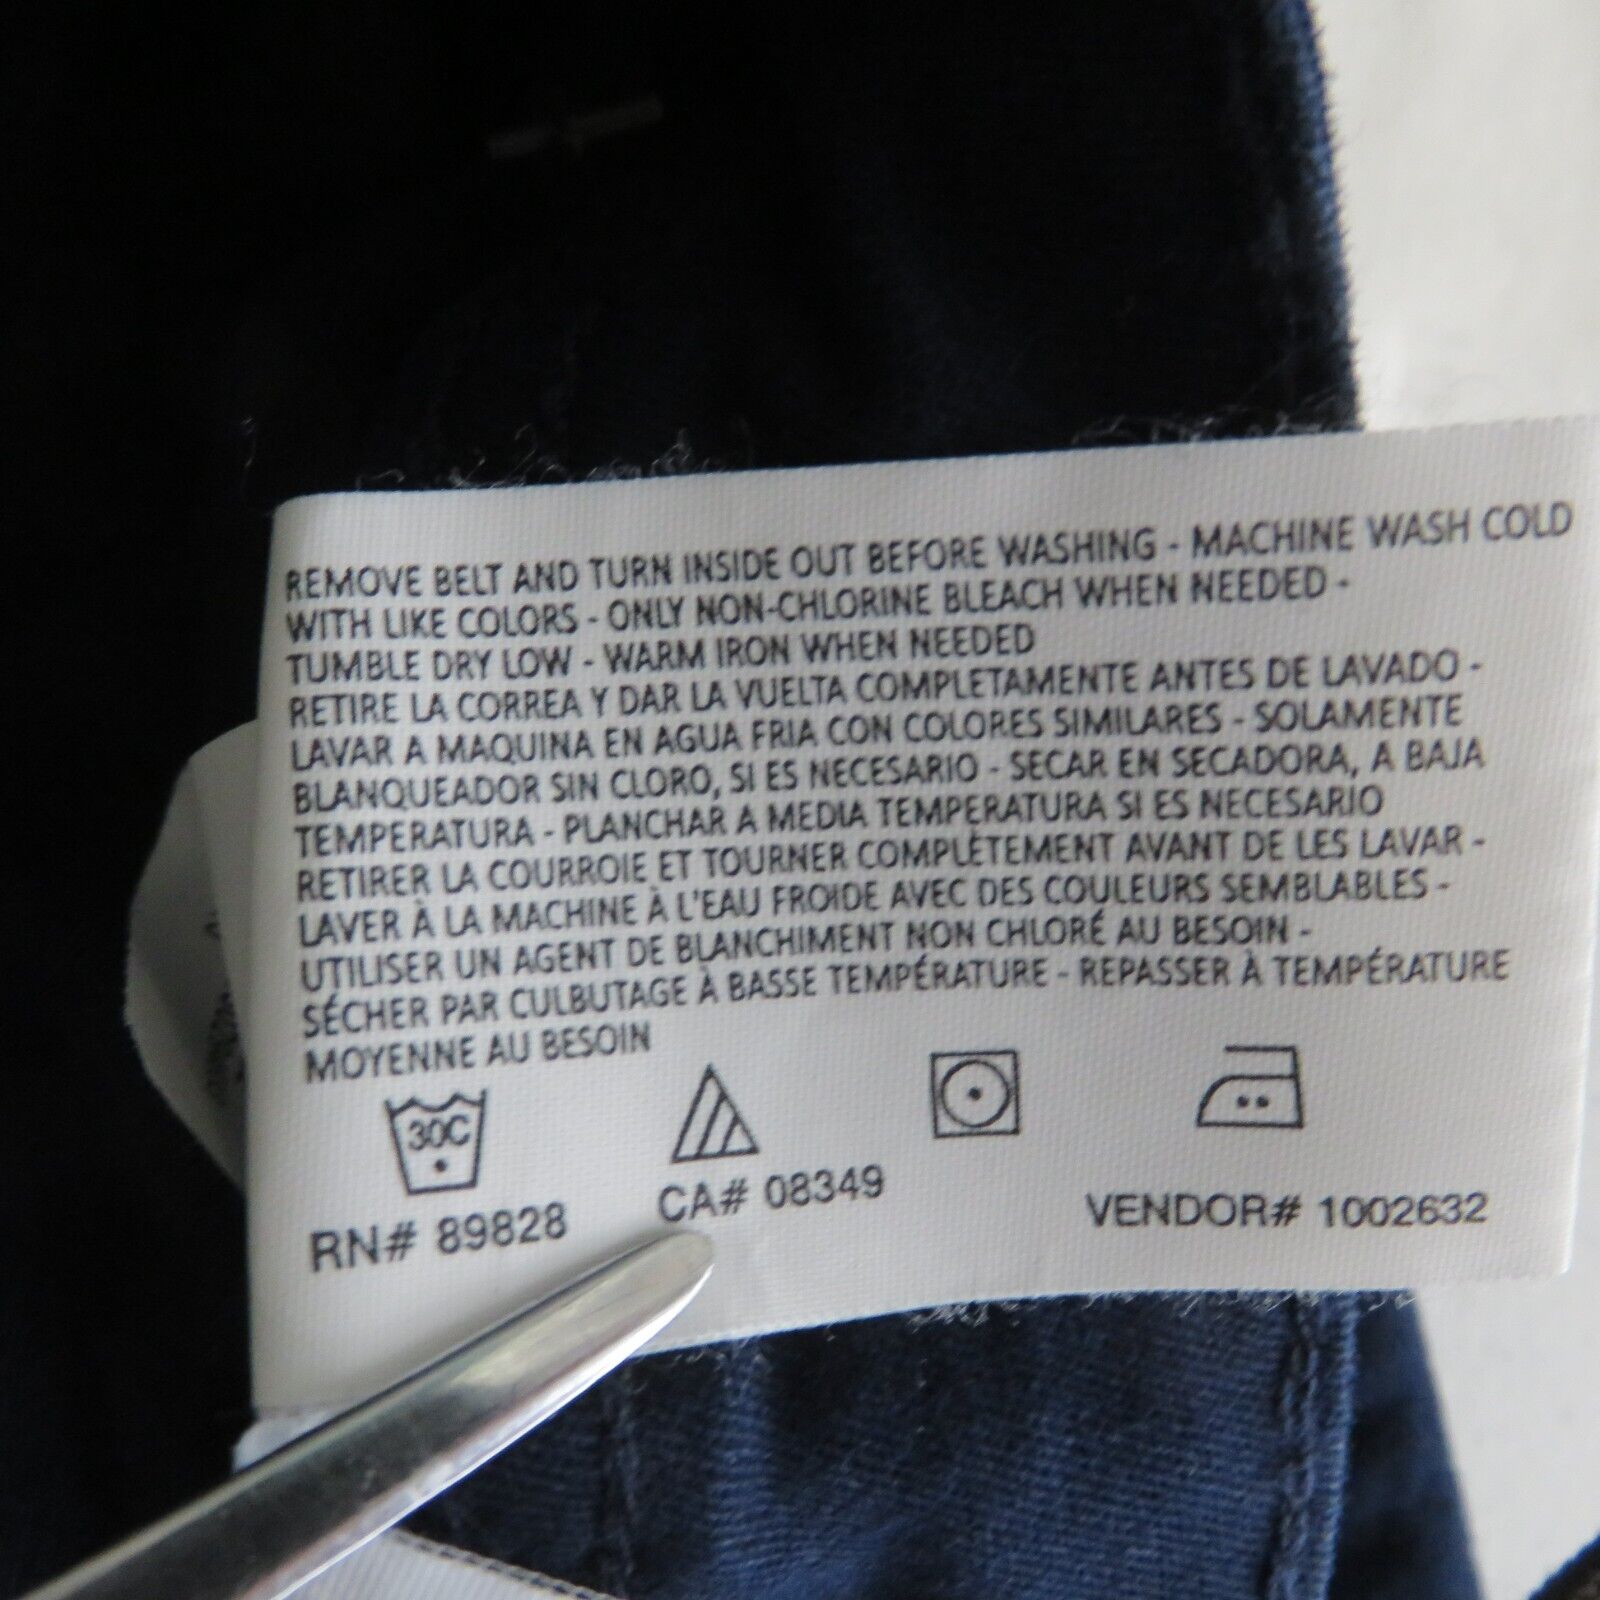 REMOVE BELT AND TURN INSIDE OUT BEFORE WASHING - MACHINE WASH COLD
WITH LIKE COLORS - ONLY NON-CHLORINE BLEACH WHEN NEEDED -
TUMBLE DRY LOW - WARM IRON WHEN NEEDED
RETIRE LA CORREA Y DAR LA VUELTA COMPLETAMENTE ANTES DE LAVADO -
LAVAR A MAQUINA EN AGUA FRIA CON COLORES SIMILARES - SOLAMENTE
BLANQUEADOR SIN CLORO, SI ES NECESARIO - SECAR EN SECADORA, A BAJA
TEMPERATURA - PLANCHAR A MEDIA TEMPERATURA SI ES NECESARIO
RETIRER LA COURROIE ET TOURNER COMPLÈTEMENT AVANT DE LES LAVAR -
LAVER À LA MACHINE À L'EAU FROIDE AVEC DES COULEURS SEMBLABLES -
UTILISER UN AGENT DE BLANCHIMENT NON CHLORÉ AU BESOIN -
SÉCHER PAR CULBUTAGE À BASSE TEMPÉRATURE - REPASSER À TEMPÉRATURE
MOYENNE AU BESOIN
30C
RN# 89828 CA# 08349 VENDOR# 1002632